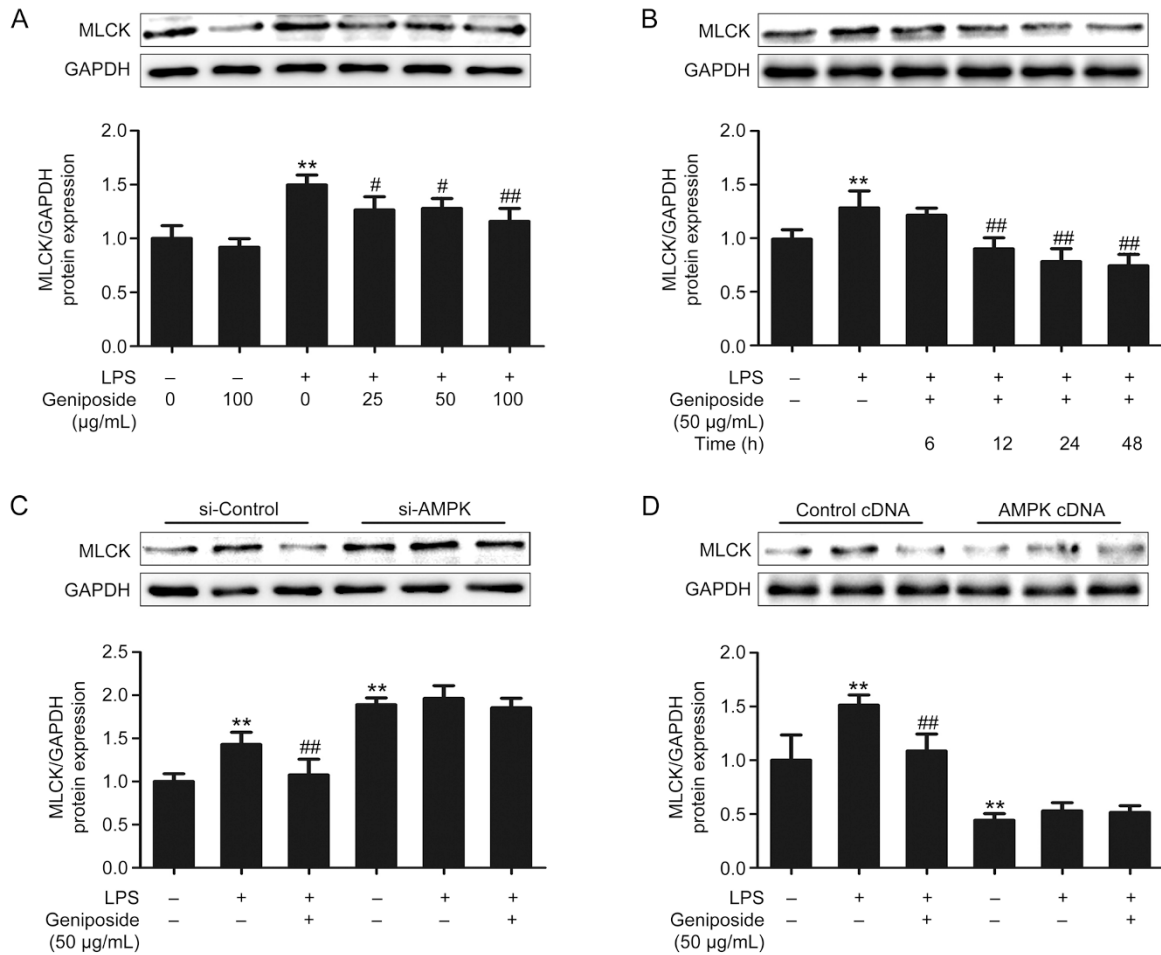 A
MLCK
GAPDH
MLCK/GAPDH
protein expression
2.0
1.5
1.0
0.5
0.0
** # # ##
LPS – – + + + +
Geniposide 0 100 0 25 50 100
(μg/mL)
B
MLCK
GAPDH
MLCK/GAPDH
protein expression
2.0
1.5
1.0
0.5
0.0
** ## ## ##
LPS – + + + + +
Geniposide – – + + + +
(50 μg/mL)
Time (h) 6 12 24 48
C
si-Control si-AMPK
MLCK
GAPDH
MLCK/GAPDH
protein expression
2.5
2.0
1.5
1.0
0.5
0.0
** ## **
LPS – + + – + +
Geniposide – – + – – +
(50 μg/mL)
D
Control cDNA AMPK cDNA
MLCK
GAPDH
MLCK/GAPDH
protein expression
2.0
1.5
1.0
0.5
0.0
** ## **
LPS – + + – + +
Geniposide – – + – – +
(50 μg/mL)